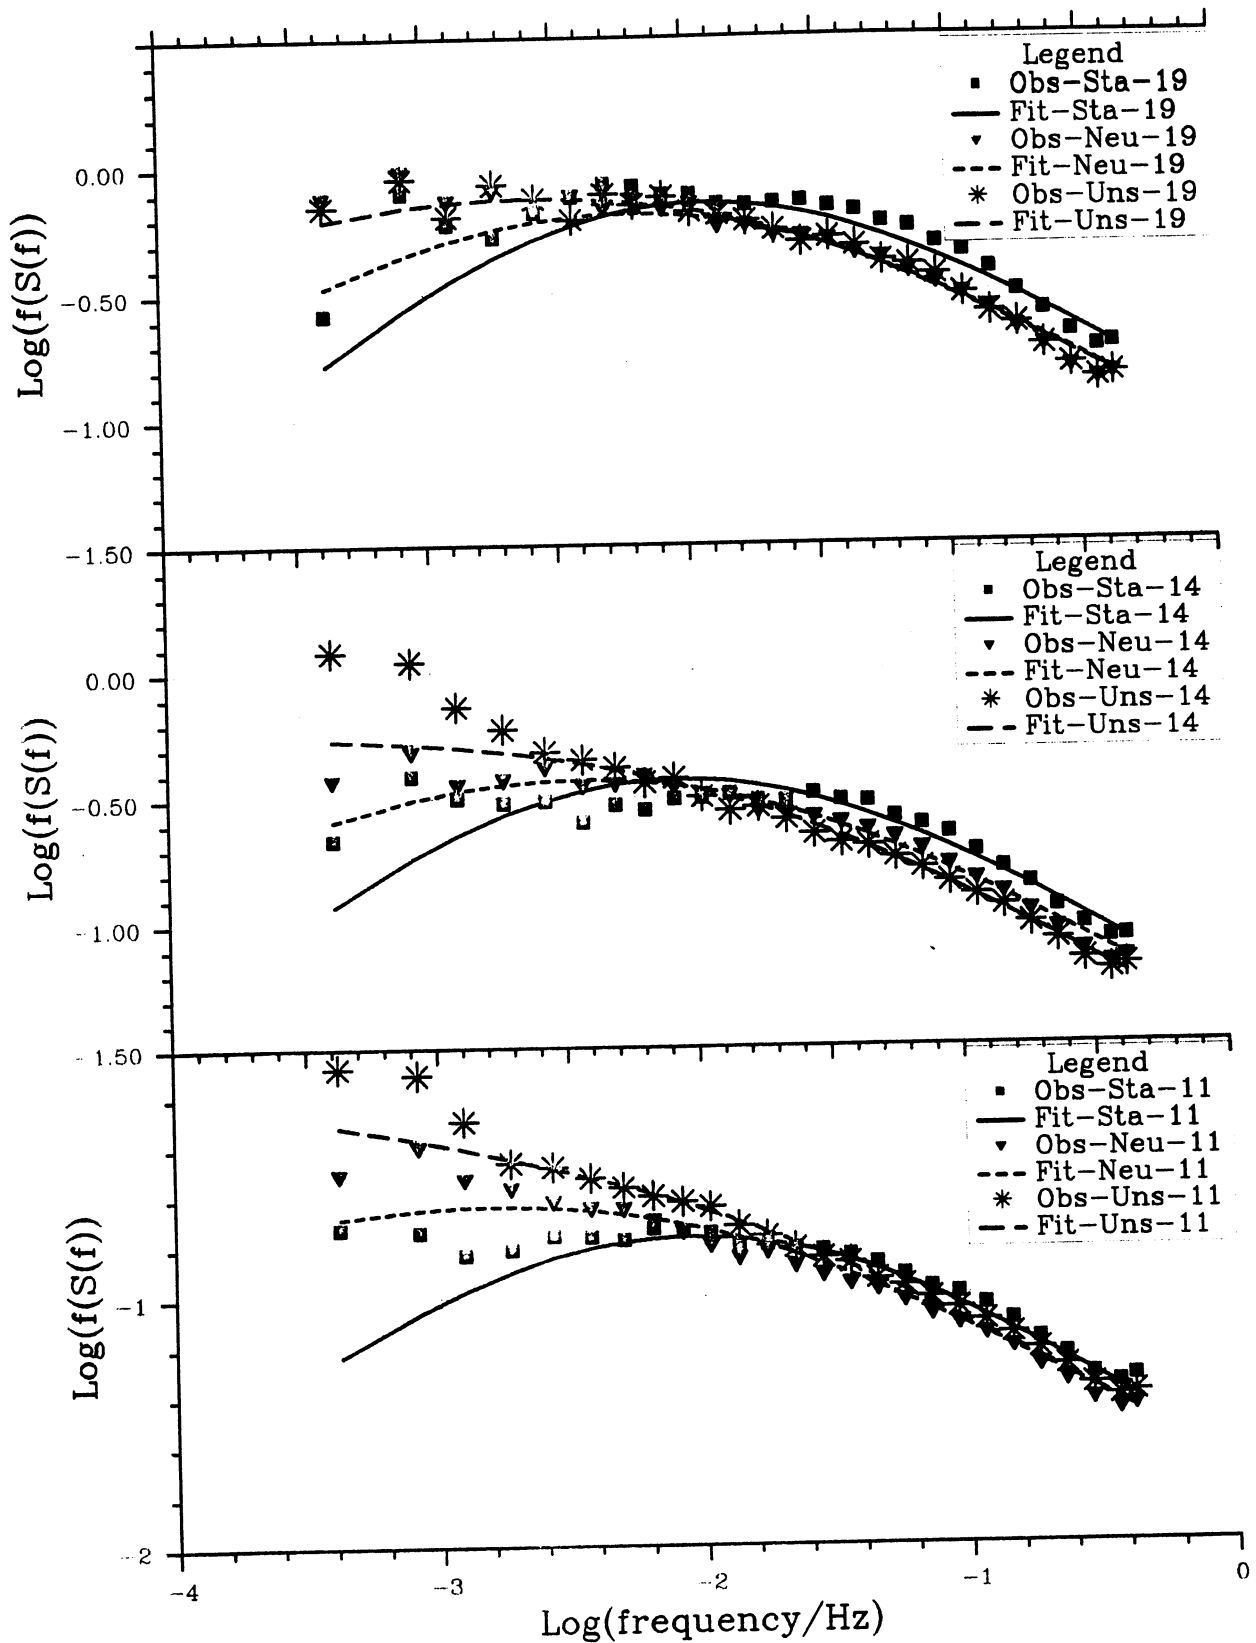 Legend
Obs-Sta-19
Fit-Sta-19
Obs-Neu-19
Fit-Neu-19
Obs-Uns-19
Fit-Uns-19
0.00
-0.50
-1.00
-1.50
Log(f(S(f))
Legend
Obs-Sta-14
Fit-Sta-14
Obs-Neu-14
Fit-Neu-14
Obs-Uns-14
Fit-Uns-14
0.00
-0.50
-1.00
-1.50
Log(f(S(f))
Legend
Obs-Sta-11
Fit-Sta-11
Obs-Neu-11
Fit-Neu-11
Obs-Uns-11
Fit-Uns-11
-1
-2
Log(f(S(f))
-4 -3 -2 -1 0
Log(frequency/Hz)